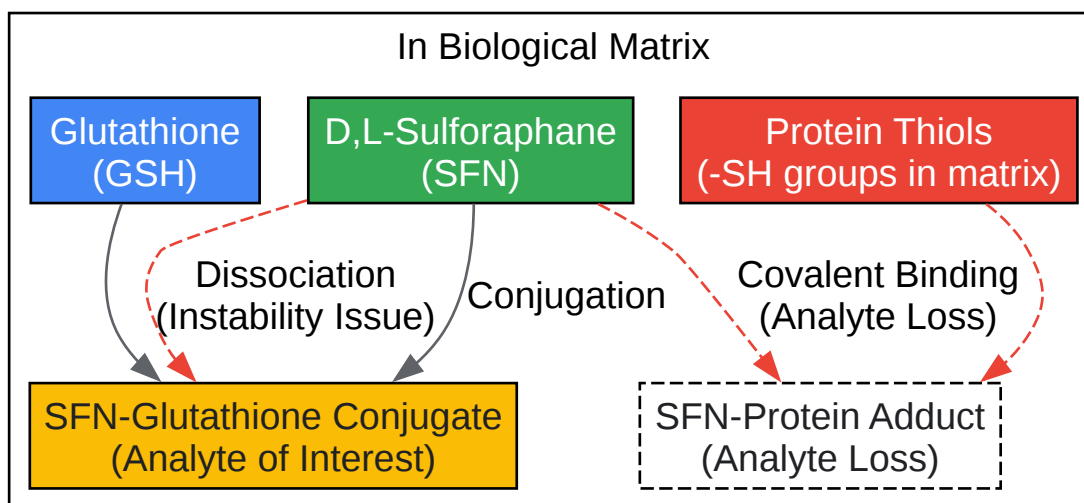 In Biological Matrix
Glutathione
(GSH)
D,L-Sulforaphane
(SFN)
Protein Thiols
(-SH groups in matrix)
Dissociation
(Instability Issue)
Conjugation
Covalent Binding
(Analyte Loss)
SFN-Glutathione Conjugate
(Analyte of Interest)
SFN-Protein Adduct
(Analyte Loss)